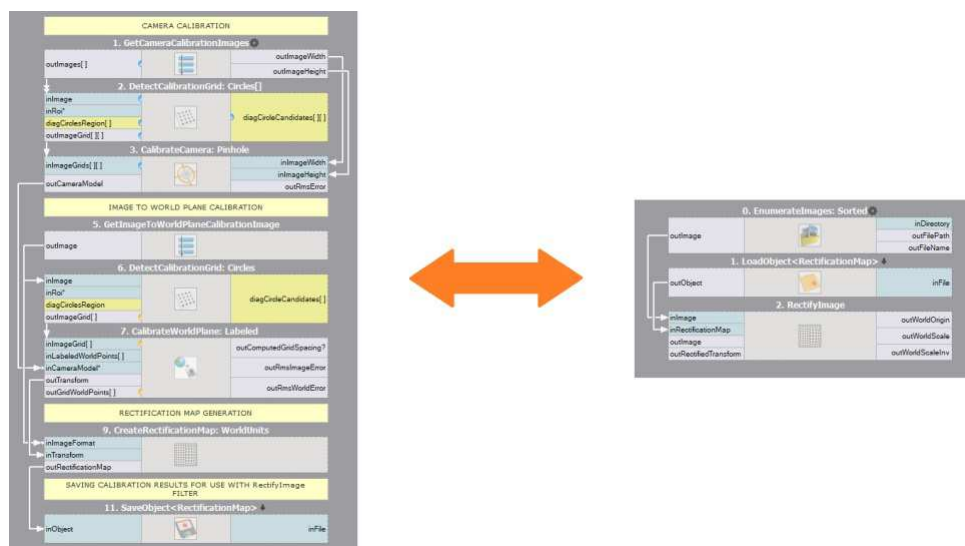 CAMERA CALIBRATION
1. GetCameraCalibrationImages
outImages[ ]
outImageWidth
outImageHeight
2. DetectCalibrationGrid: Circles[]
inImage
inRoi*
diagCirclesRegion[ ]
outImageGrid[ ][ ]
diagCircleCandidates[ ][ ]
3. CalibrateCamera: Pinhole
inImageGrids[ ][ ]
outCameraModel
inImageWidth
inImageHeight
outRmsError
IMAGE TO WORLD PLANE CALIBRATION
5. GetImageToWorldPlaneCalibrationImage
outImage
6. DetectCalibrationGrid: Circles
inImage
inRoi*
diagCirclesRegion
outImageGrid[ ]
diagCircleCandidates[ ]
7. CalibrateWorldPlane: Labeled
inImageGrid[ ]
inLabeledWorldPoints[ ]
inCameraModel*
outTransform
outGridWorldPoints[ ]
outComputedGridSpacing?
outRmsImageError
outRmsWorldError
RECTIFICATION MAP GENERATION
9. CreateRectificationMap: WorldUnits
inImageFormat
inTransform
outRectificationMap
SAVING CALIBRATION RESULTS FOR USE WITH RectifyImage
FILTER
11. SaveObject<RectificationMap>
inObject
inFile
0. EnumerateImages: Sorted
outImage
inDirectory
outFilePath
outFileName
1. LoadObject<RectificationMap>
outObject
inFile
2. RectifyImage
inImage
inRectificationMap
outImage
outRectifiedTransform
outWorldOrigin
outWorldScale
outWorldScaleInv